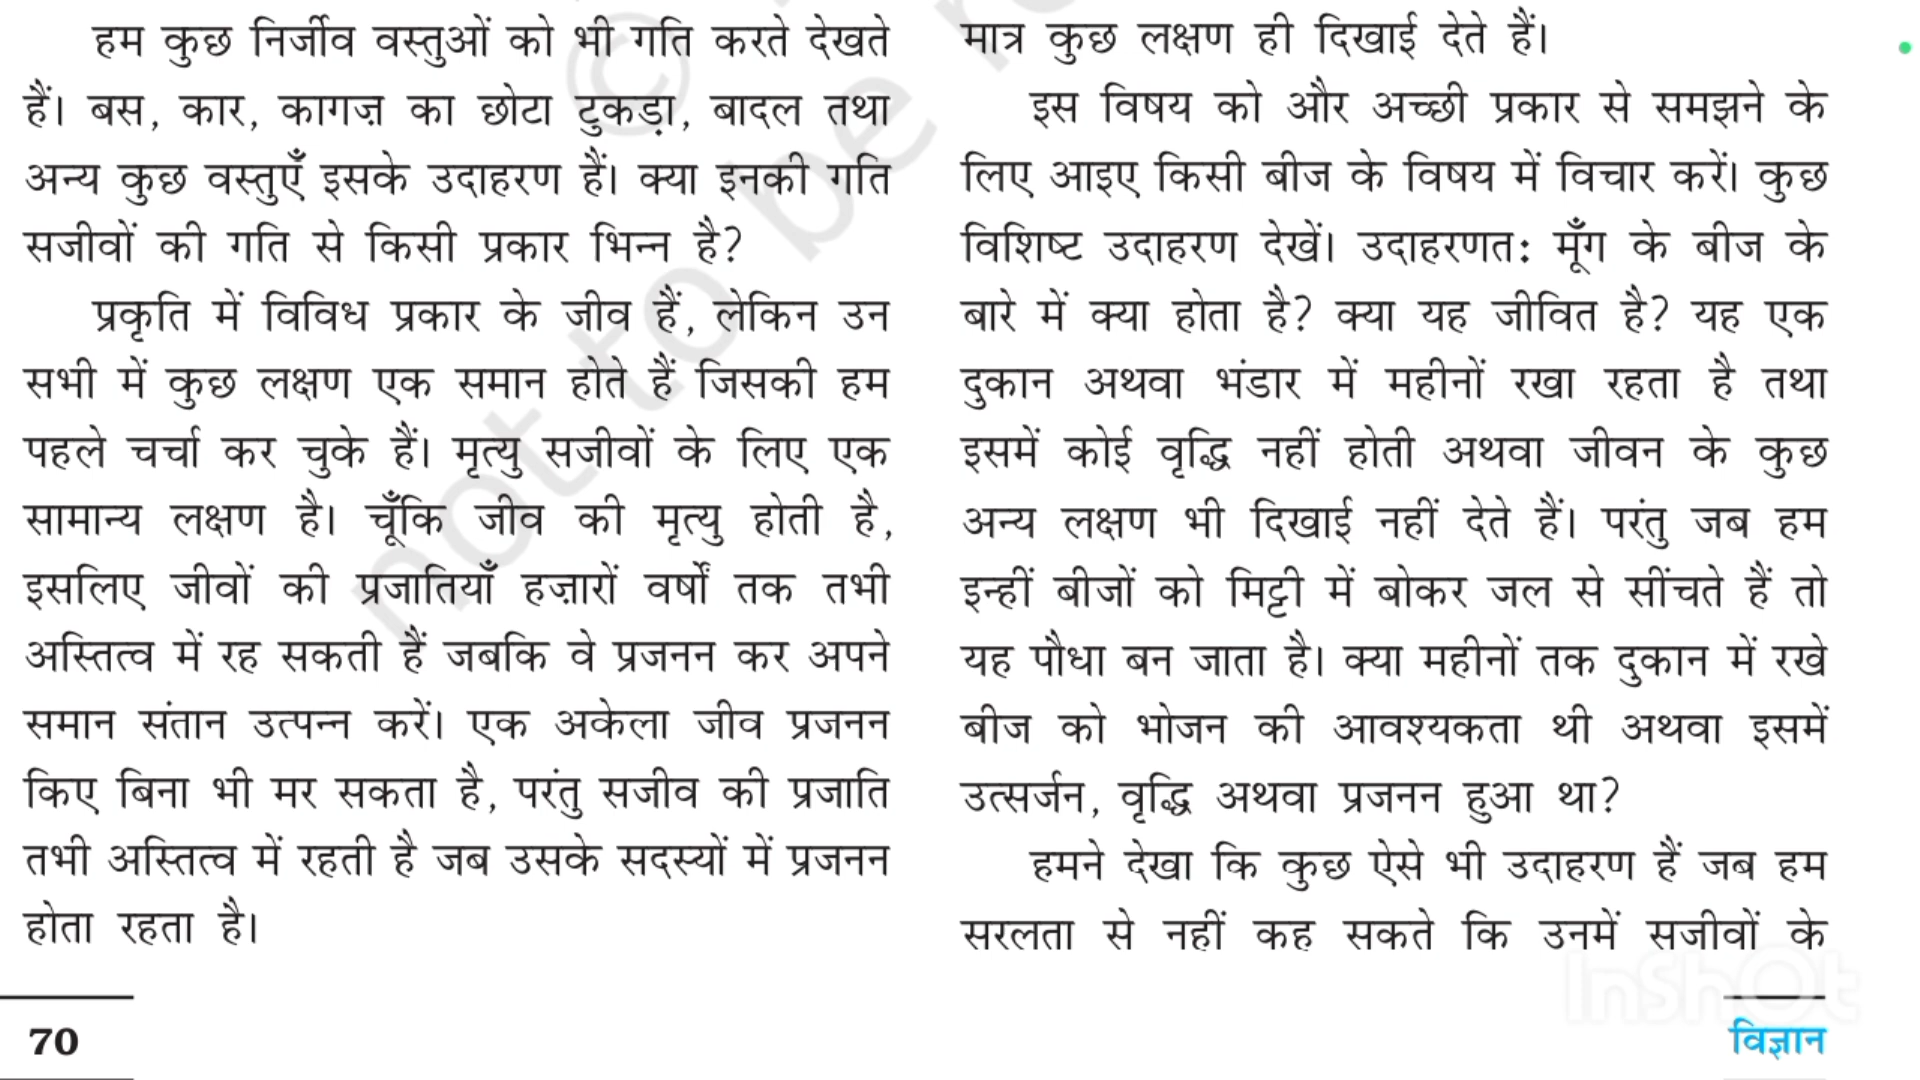 हम कुछ निर्जीव वस्तुओं को भी गति करते देखते
हैं। बस, कार, कागज़ का छोटा टुकड़ा, बादल तथा
अन्य कुछ वस्तुएँ इसके उदाहरण हैं। क्या इनकी गति
सजीवों की गति से किसी प्रकार भिन्न है?
प्रकृति में विविध प्रकार के जीव हैं, लेकिन उन
सभी में कुछ लक्षण एक समान होते हैं जिसकी हम
पहले चर्चा कर चुके हैं। मृत्यु सजीवों के लिए एक
सामान्य लक्षण है। चूँकि जीव की मृत्यु होती है,
इसलिए जीवों की प्रजातियाँ हज़ारों वर्षों तक तभी
अस्तित्व में रह सकती हैं जबकि वे प्रजनन कर अपने
समान संतान उत्पन्न करें। एक अकेला जीव प्रजनन
किए बिना भी मर सकता है, परंतु सजीव की प्रजाति
तभी अस्तित्व में रहती है जब उसके सदस्यों में प्रजनन
होता रहता है।
मात्र कुछ लक्षण ही दिखाई देते हैं।
इस विषय को और अच्छी प्रकार से समझने के
लिए आइए किसी बीज के विषय में विचार करें। कुछ
विशिष्ट उदाहरण देखें। उदाहरणतः मूँग के बीज के
बारे में क्या होता है? क्या यह जीवित है? यह एक
दुकान अथवा भंडार में महीनों रखा रहता है तथा
इसमें कोई वृद्धि नहीं होती अथवा जीवन के कुछ
अन्य लक्षण भी दिखाई नहीं देते हैं। परंतु जब हम
इन्हीं बीजों को मिट्टी में बोकर जल से सींचते हैं तो
यह पौधा बन जाता है। क्या महीनों तक दुकान में रखे
बीज को भोजन की आवश्यकता थी अथवा इसमें
उत्सर्जन, वृद्धि अथवा प्रजनन हुआ था?
हमने देखा कि कुछ ऐसे भी उदाहरण हैं जब हम
सरलता से नहीं कह सकते कि उनमें सजीवों के
70
विज्ञान
©
not to be
InShOt